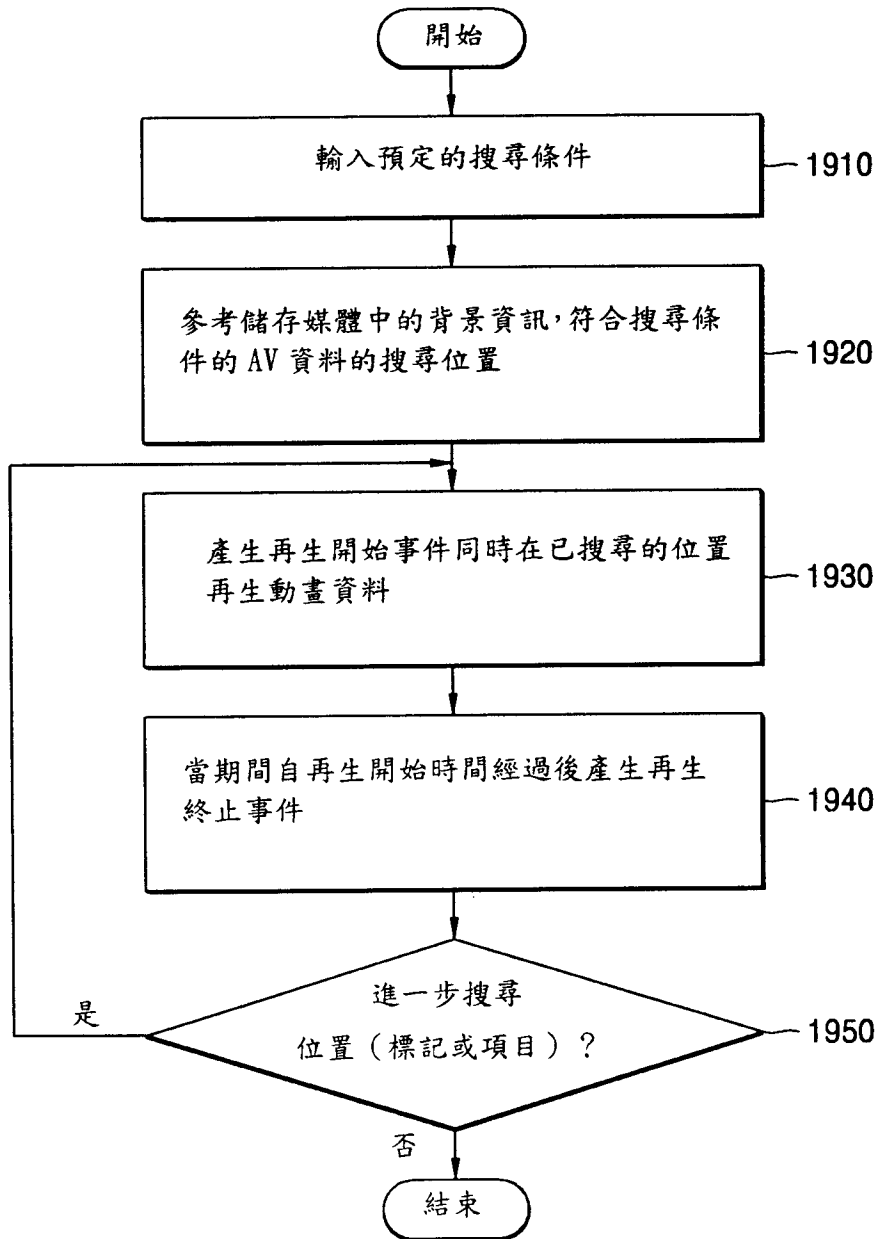 開始
輸入預定的搜尋條件
1910
參考儲存媒體中的背景資訊,符合搜尋條
件的 AV 資料的搜尋位置
1920
產生再生開始事件同時在已搜尋的位置
再生動畫資料
1930
當期間自再生開始時間經過後產生再生
終止事件
1940
進一步搜尋
位置(標記或項目)?
1950
是
否
結束